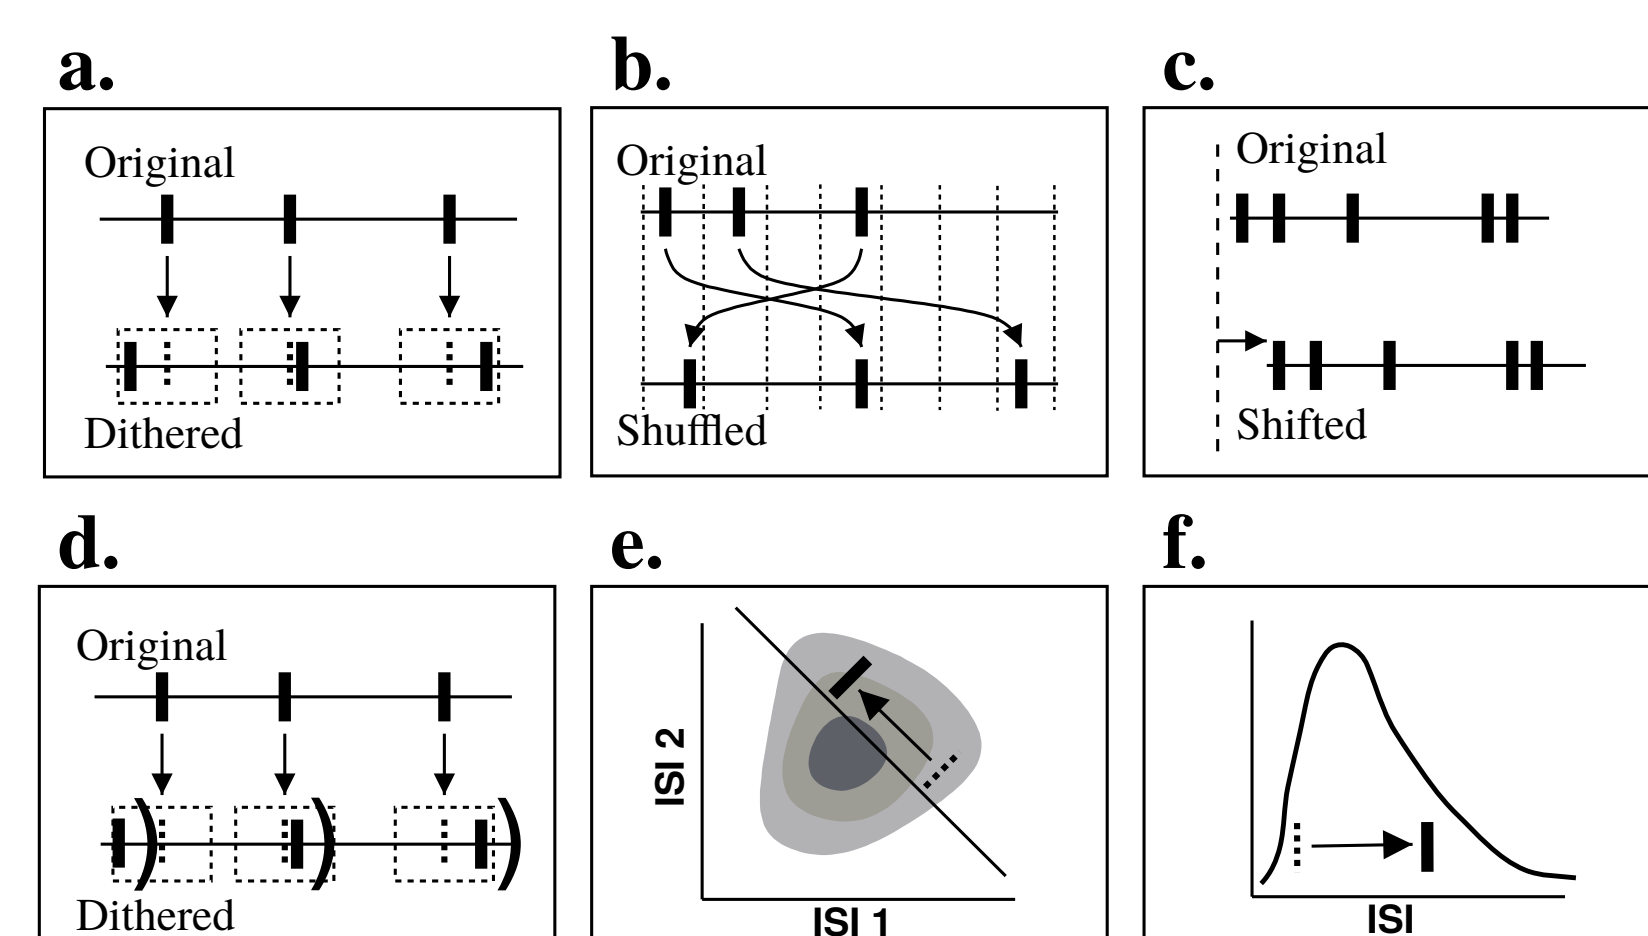 a.
Original
Dithered
b.
Original
Shuffled
c.
Original
Shifted
d.
Original
)
)
)
Dithered
e.
ISI 2
ISI 1
f.
ISI